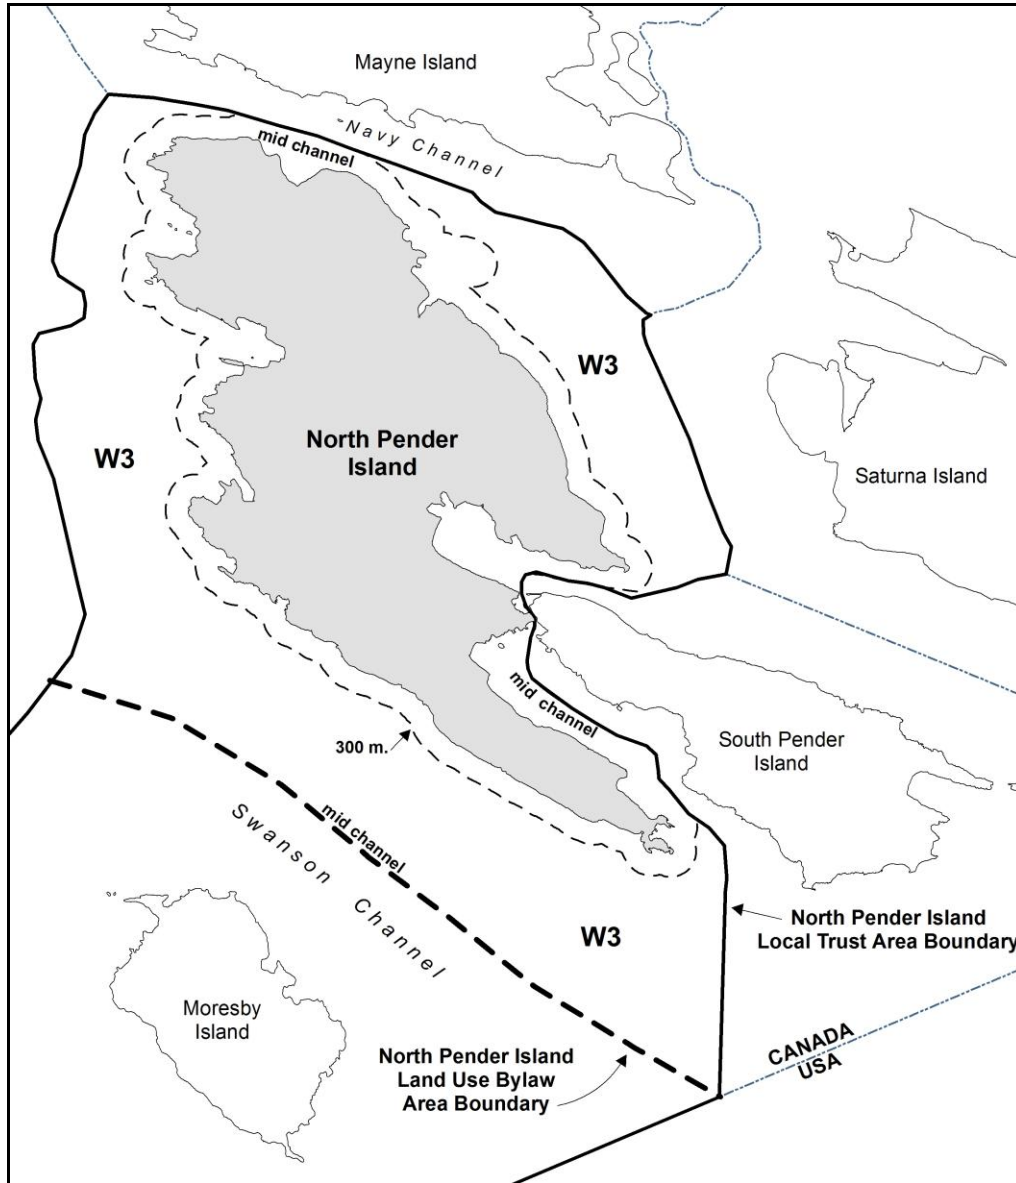 Mayne Island
Navy Channel
mid channel
W3
W3
North Pender
Island
Saturna Island
mid channel
South Pender
Island
300 m.
mid channel
Swanson Channel
North Pender Island
Local Trust Area Boundary
W3
Moresby
Island
North Pender Island
Land Use Bylaw
Area Boundary
CANADA
USA